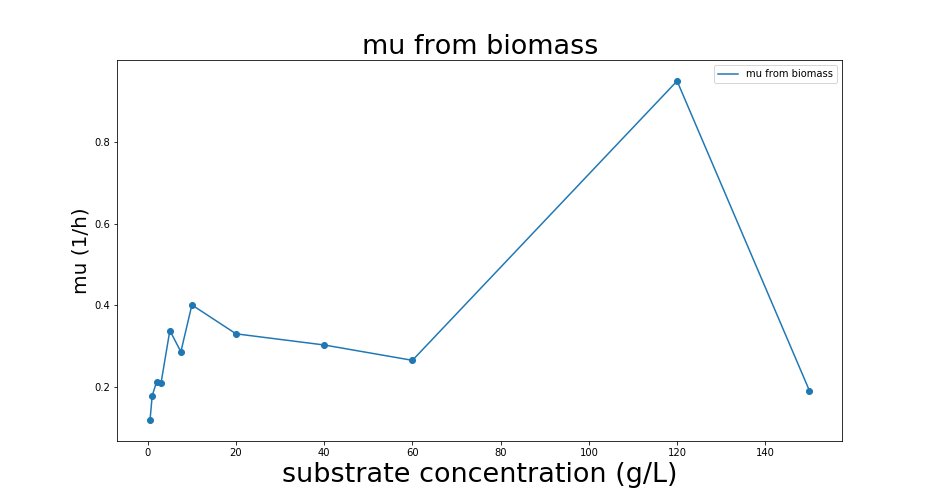 mu from biomass
mu from biomass
mu (1/h)
0.8
0.6
0.4
0.2
0 20 40 60 80 100 120 140
substrate concentration (g/L)